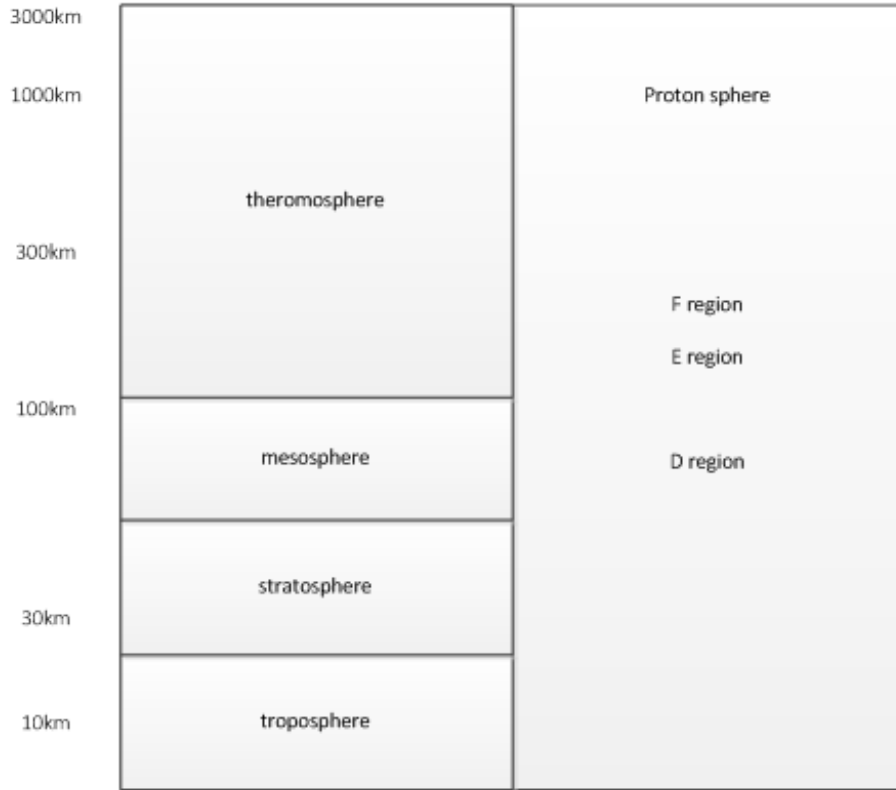 3000km
1000km
Proton sphere
theromosphere
300km
F region
E region
100km
mesosphere
D region
stratosphere
30km
troposphere
10km